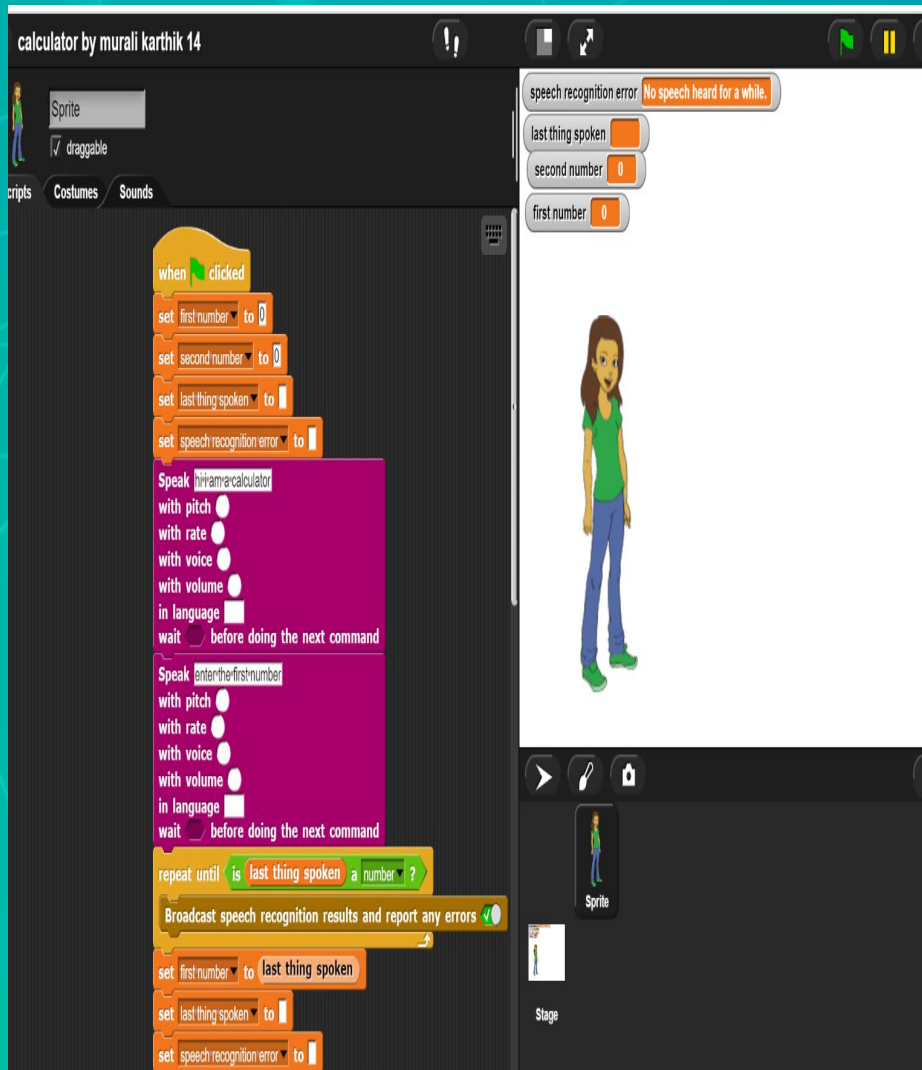 calculator by murali karthik 14
Sprite
draggable
cripts Costumes Sounds
when clicked
set first number to 0
set second number to 0
set last thing spoken to
set speech recognition error to
Speak hi i am a calculator
with pitch
with rate
with voice
with volume
in language
wait before doing the next command
Speak enter the first number
with pitch
with rate
with voice
with volume
in language
wait before doing the next command
repeat until is last thing spoken a number ?
Broadcast speech recognition results and report any errors
set first number to last thing spoken
set last thing spoken to
set speech recognition error to
speech recognition error No speech heard for a while.
last thing spoken
second number 0
first number 0
Sprite
Stage